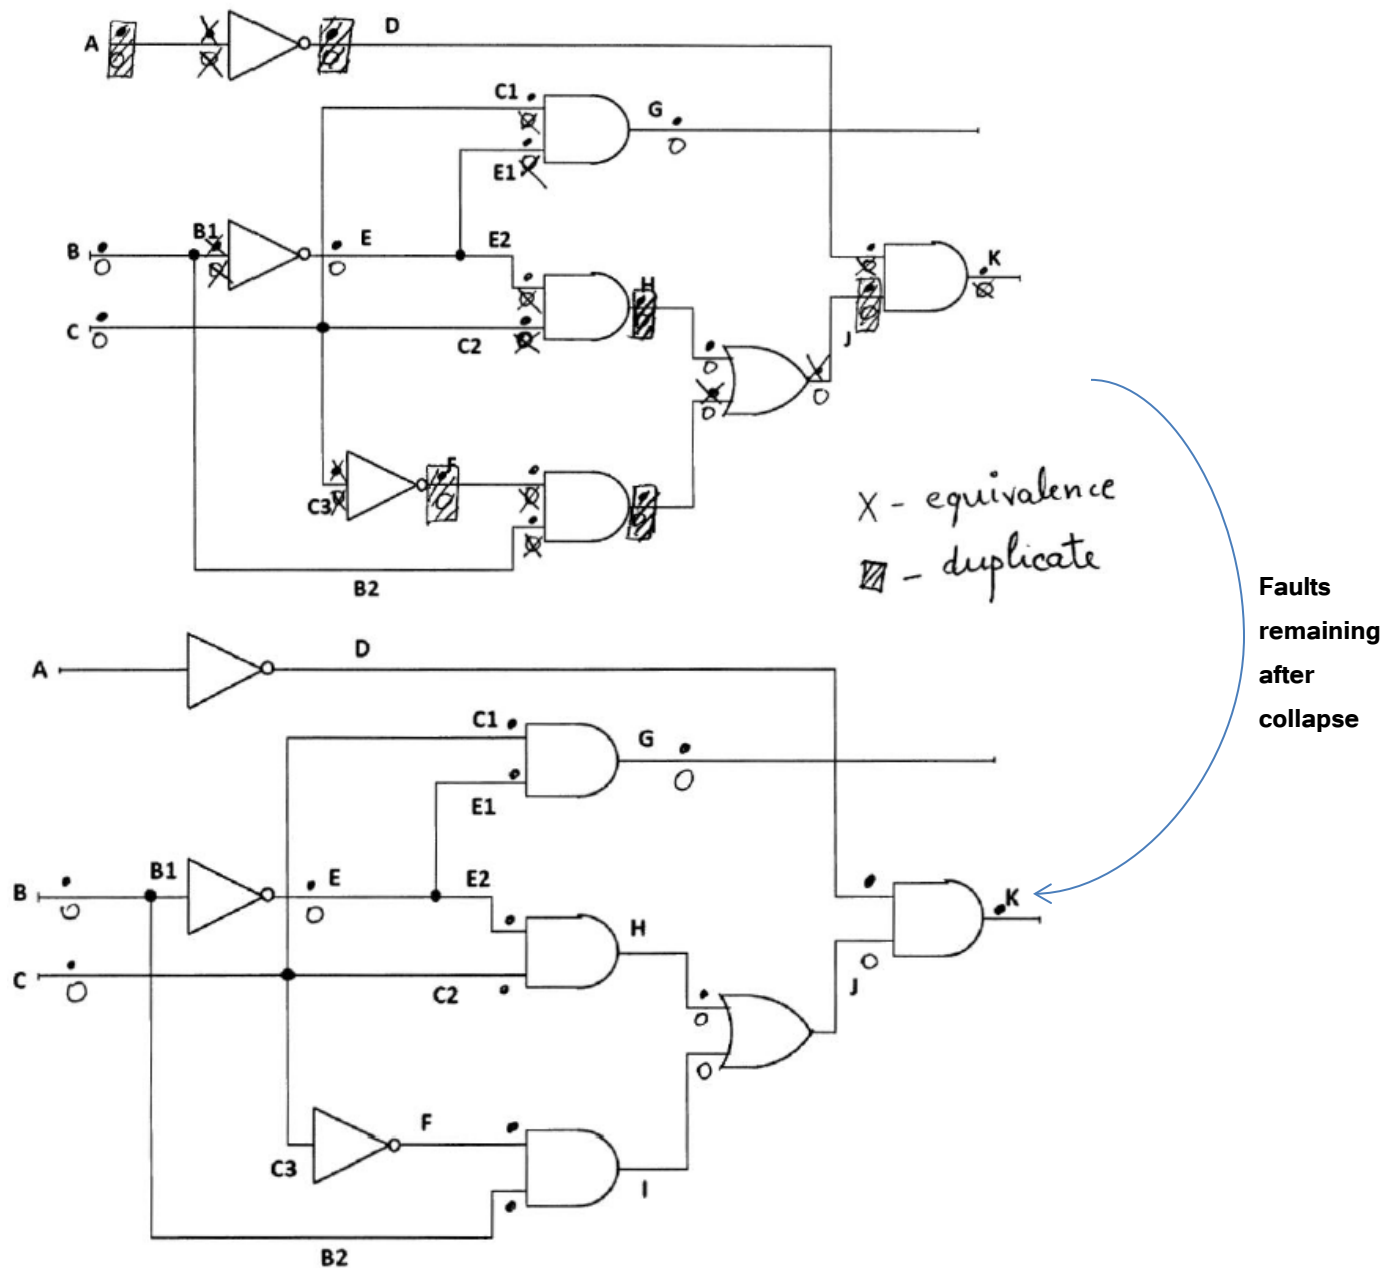 A
D
C1
G
E1
B
B1
E
E2
K
H
C
C2
J
F
C3
B2
X - equivalence
- duplicate
Faults
remaining
after
collapse
A
D
C1
G
E1
B
B1
E
E2
K
H
C
C2
J
F
C3
I
B2